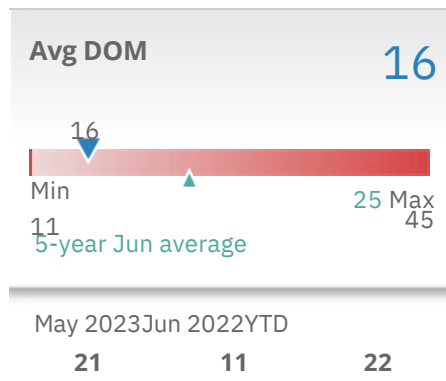 Avg DOM 16
16
Min
25 Max
11
45
5-year Jun average
May 2023Jun 2022YTD
21 11 22